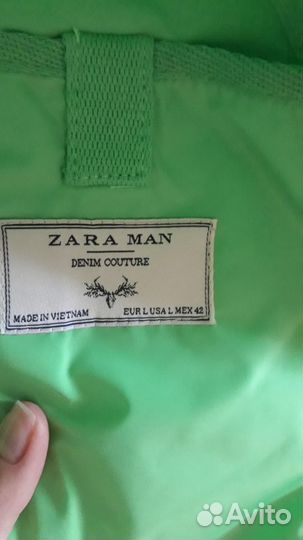 ZARA MAN
DENIM COUTURE
MADE IN VIETNAM EUR L USA L MEX 42
Avito